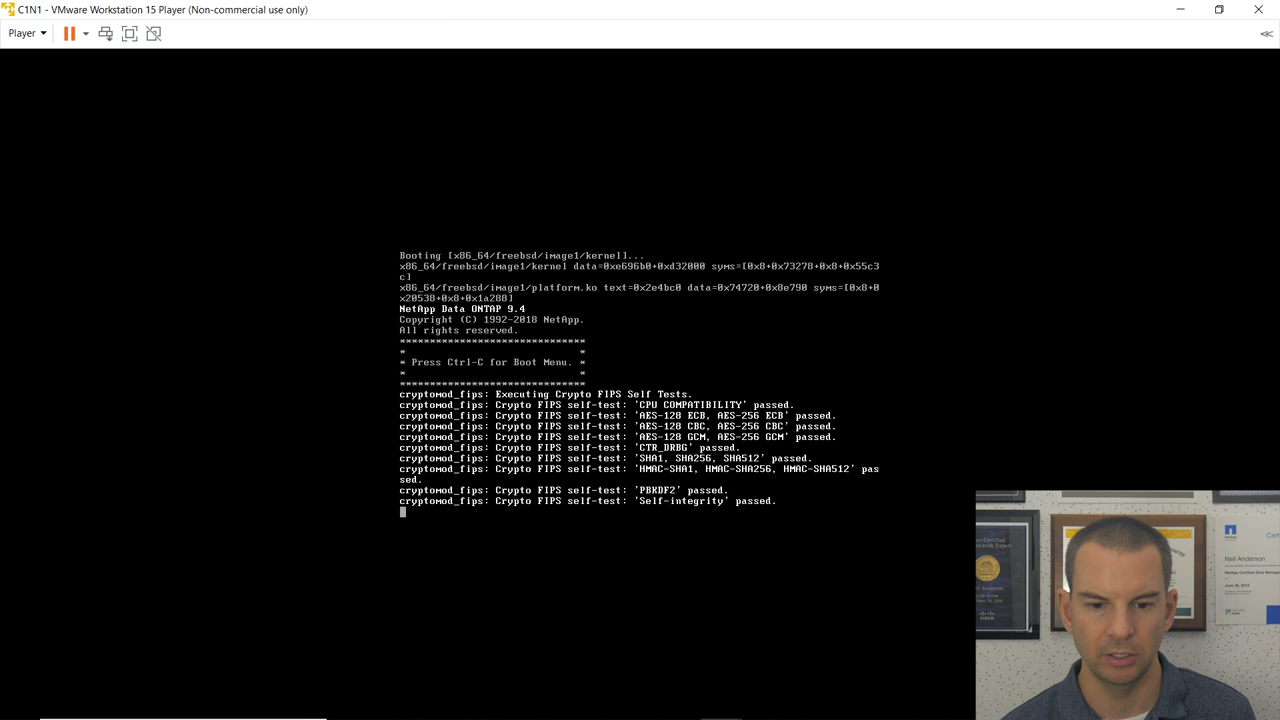 C1N1 - VMware Workstation 15 Player (Non-commercial use only)
Player
Booting [x86_64/freebsd/image1/kernel]...
x86_64/freebsd/image1/kernel data=0xe696b0+0xd32000 syms=[0x8+0x73278+0x8+0x55c3
c]
x86_64/freebsd/image1/platform.ko text=0x2e4bc0 data=0x74720+0x8e790 syms=[0x8+0
x20538+0x8+0x1a288]
NetApp Data ONTAP 9.4
Copyright (C) 1992-2018 NetApp.
All rights reserved.
*******************************
* *
* Press Ctrl-C for Boot Menu. *
* *
*******************************
cryptomod_fips: Executing Crypto FIPS Self Tests.
cryptomod_fips: Crypto FIPS self-test: 'CPU COMPATIBILITY' passed.
cryptomod_fips: Crypto FIPS self-test: 'AES-128 ECB, AES-256 ECB' passed.
cryptomod_fips: Crypto FIPS self-test: 'AES-128 CBC, AES-256 CBC' passed.
cryptomod_fips: Crypto FIPS self-test: 'AES-128 GCM, AES-256 GCM' passed.
cryptomod_fips: Crypto FIPS self-test: 'CTR_DRBG' passed.
cryptomod_fips: Crypto FIPS self-test: 'SHA1, SHA256, SHA512' passed.
cryptomod_fips: Crypto FIPS self-test: 'HMAC-SHA1, HMAC-SHA256, HMAC-SHA512' pas
sed.
cryptomod_fips: Crypto FIPS self-test: 'PBKDF2' passed.
cryptomod_fips: Crypto FIPS self-test: 'Self-integrity' passed.
Neil Anderson